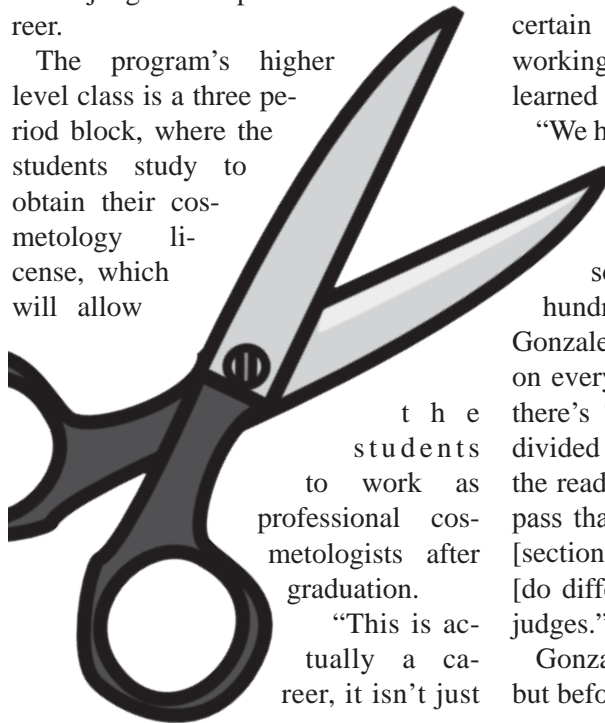 reer.
The program's higher
level class is a three pe-
riod block, where the
students study to
obtain their cos-
metology li-
cense, which
will allow
the
students
to work as
professional cos-
metologists after
graduation.
"This is ac-
tually a ca-
reer, it isn't just
certain
working
learned
"We h
so
hundr
Gonzale
on every
there's
divided
the read
pass tha
[section
[do diffe
judges."
Gonza
but befo